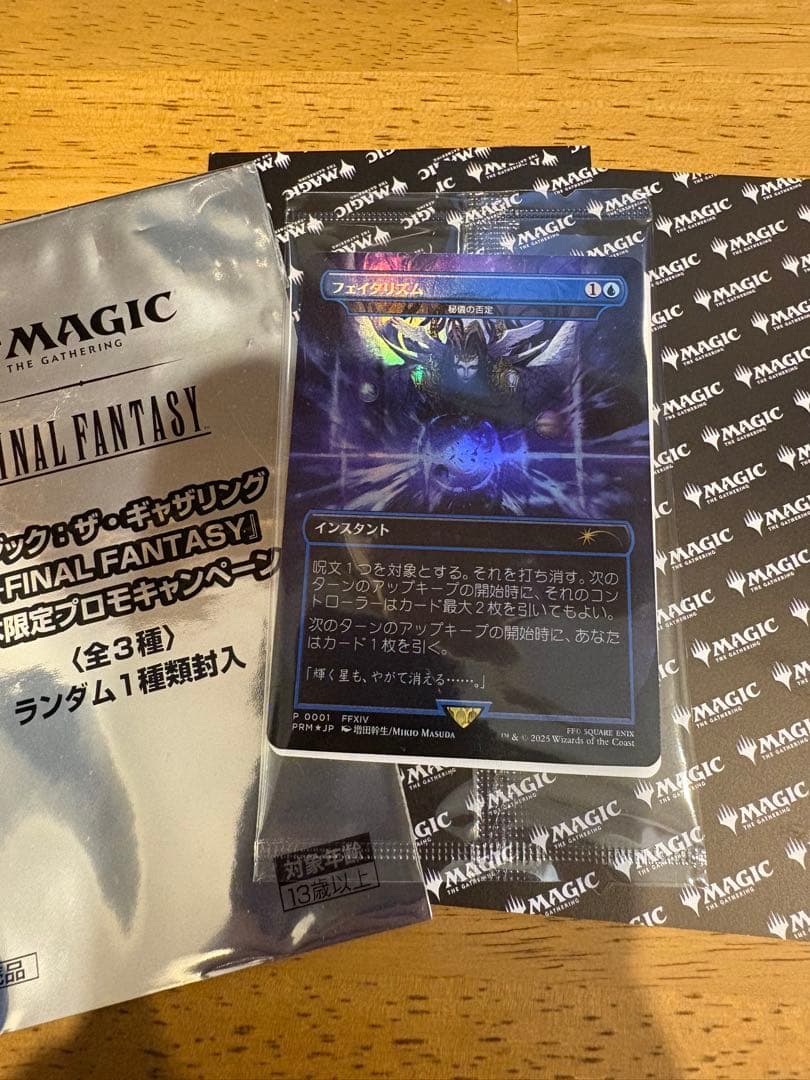 MAGIC
THE GATHERING
INAL FANTASY
ック：ザ・ギャザリング
FINAL FANTASY』
限定プロモキャンペーン
〈全３種〉
ランダム１種類封入
対象年齢
13歳以上
品
フェイタリズム
1
秘儀の否定
インスタント
呪文１つを対象とする。それを打ち消す。次の
ターンのアップキープの開始時に、それのコン
トローラーはカード最大２枚を引いてもよい。
次のターンのアップキープの開始時に、あなた
はカード１枚を引く。
「輝く星も、やがて消える……。」
P 0001 FFXIV
PRM★JP 増田幹生/MIKIO MASUDA
FF© SQUARE ENIX
™ & © 2025 Wizards of the Coast
MAGIC
THE GATHERING